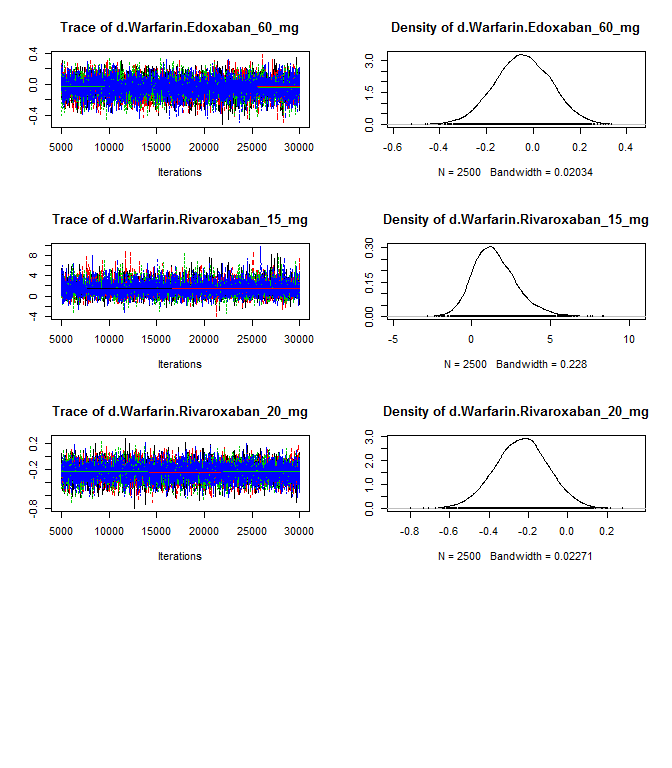 Trace of d.Warfarin.Edoxaban_60_mg
0.4
0.0
-0.4
5000 10000 15000 20000 25000 30000
Iterations
Density of d.Warfarin.Edoxaban_60_mg
3.0
1.5
0.0
-0.6 -0.4 -0.2 0.0 0.2 0.4
N = 2500 Bandwidth = 0.02034
Trace of d.Warfarin.Rivaroxaban_15_mg
8
4
0
-4
5000 10000 15000 20000 25000 30000
Iterations
Density of d.Warfarin.Rivaroxaban_15_mg
0.30
0.15
0.00
-5 0 5 10
N = 2500 Bandwidth = 0.228
Trace of d.Warfarin.Rivaroxaban_20_mg
0.2
-0.2
-0.8
5000 10000 15000 20000 25000 30000
Iterations
Density of d.Warfarin.Rivaroxaban_20_mg
3.0
2.0
1.0
0.0
-0.8 -0.6 -0.4 -0.2 0.0 0.2
N = 2500 Bandwidth = 0.02271